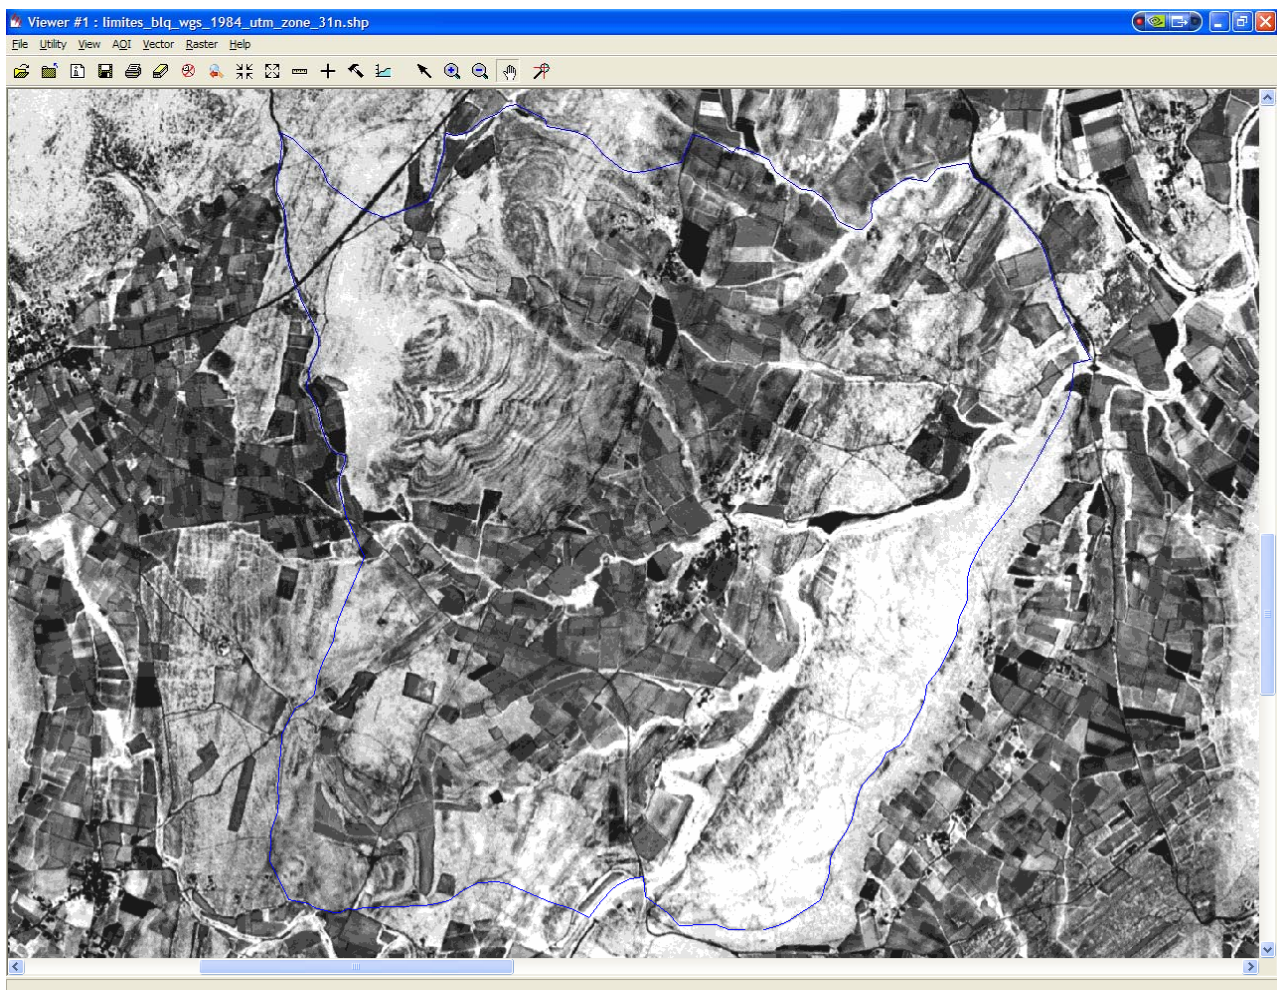 Viewer #1 : limites_blq_wgs_1984_utm_zone_31n.shp
File Utility View AOI Vector Raster Help